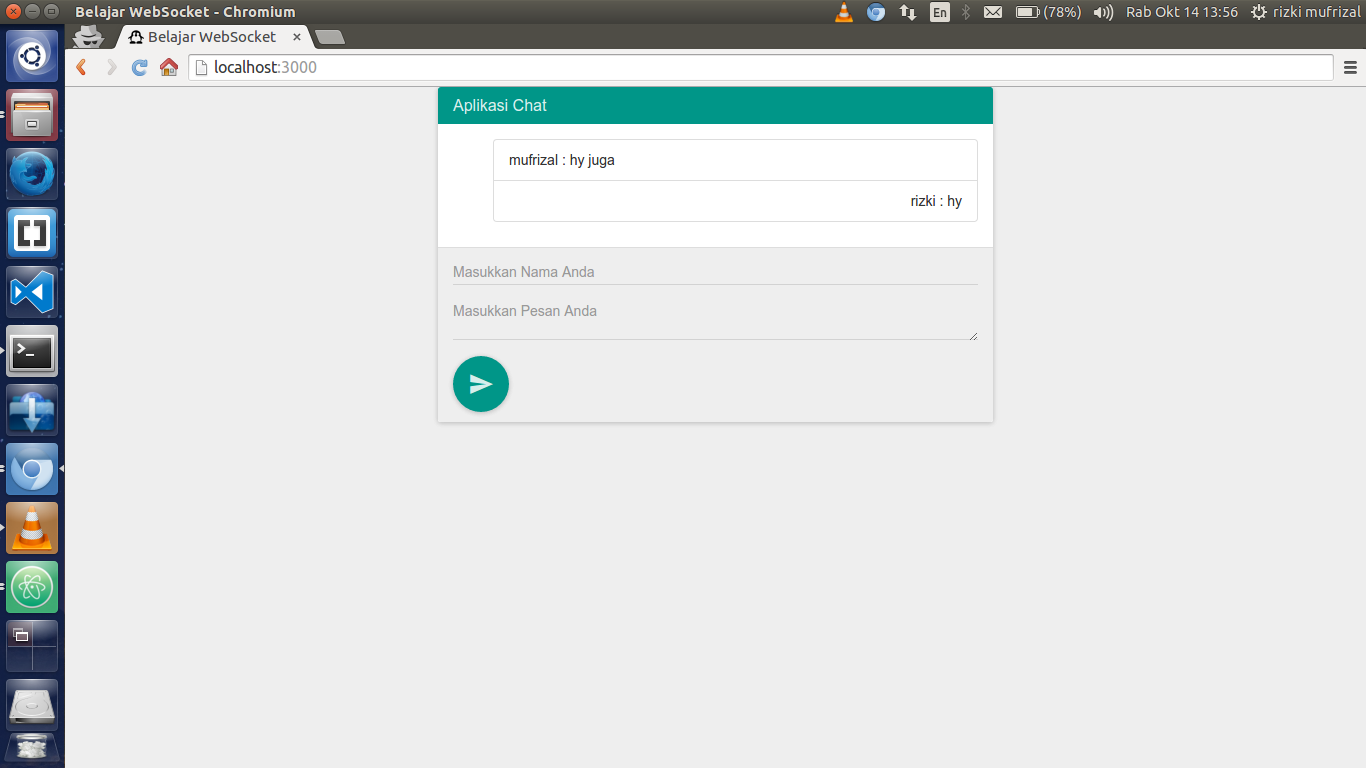 Belajar WebSocket - Chromium
En
(78%)
Rab Okt 14 13:56
rizki mufrizal
Belajar WebSocket
localhost:3000
Aplikasi Chat
mufrizal : hy juga
rizki : hy
Masukkan Nama Anda
Masukkan Pesan Anda